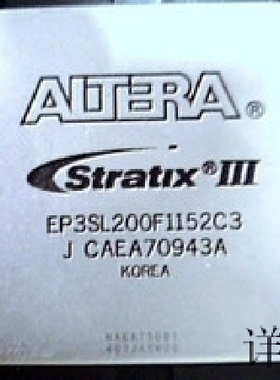 ALTERA®
Stratix® III
EP3SL200F1152C3
J CAEA70943A
KOREA
详